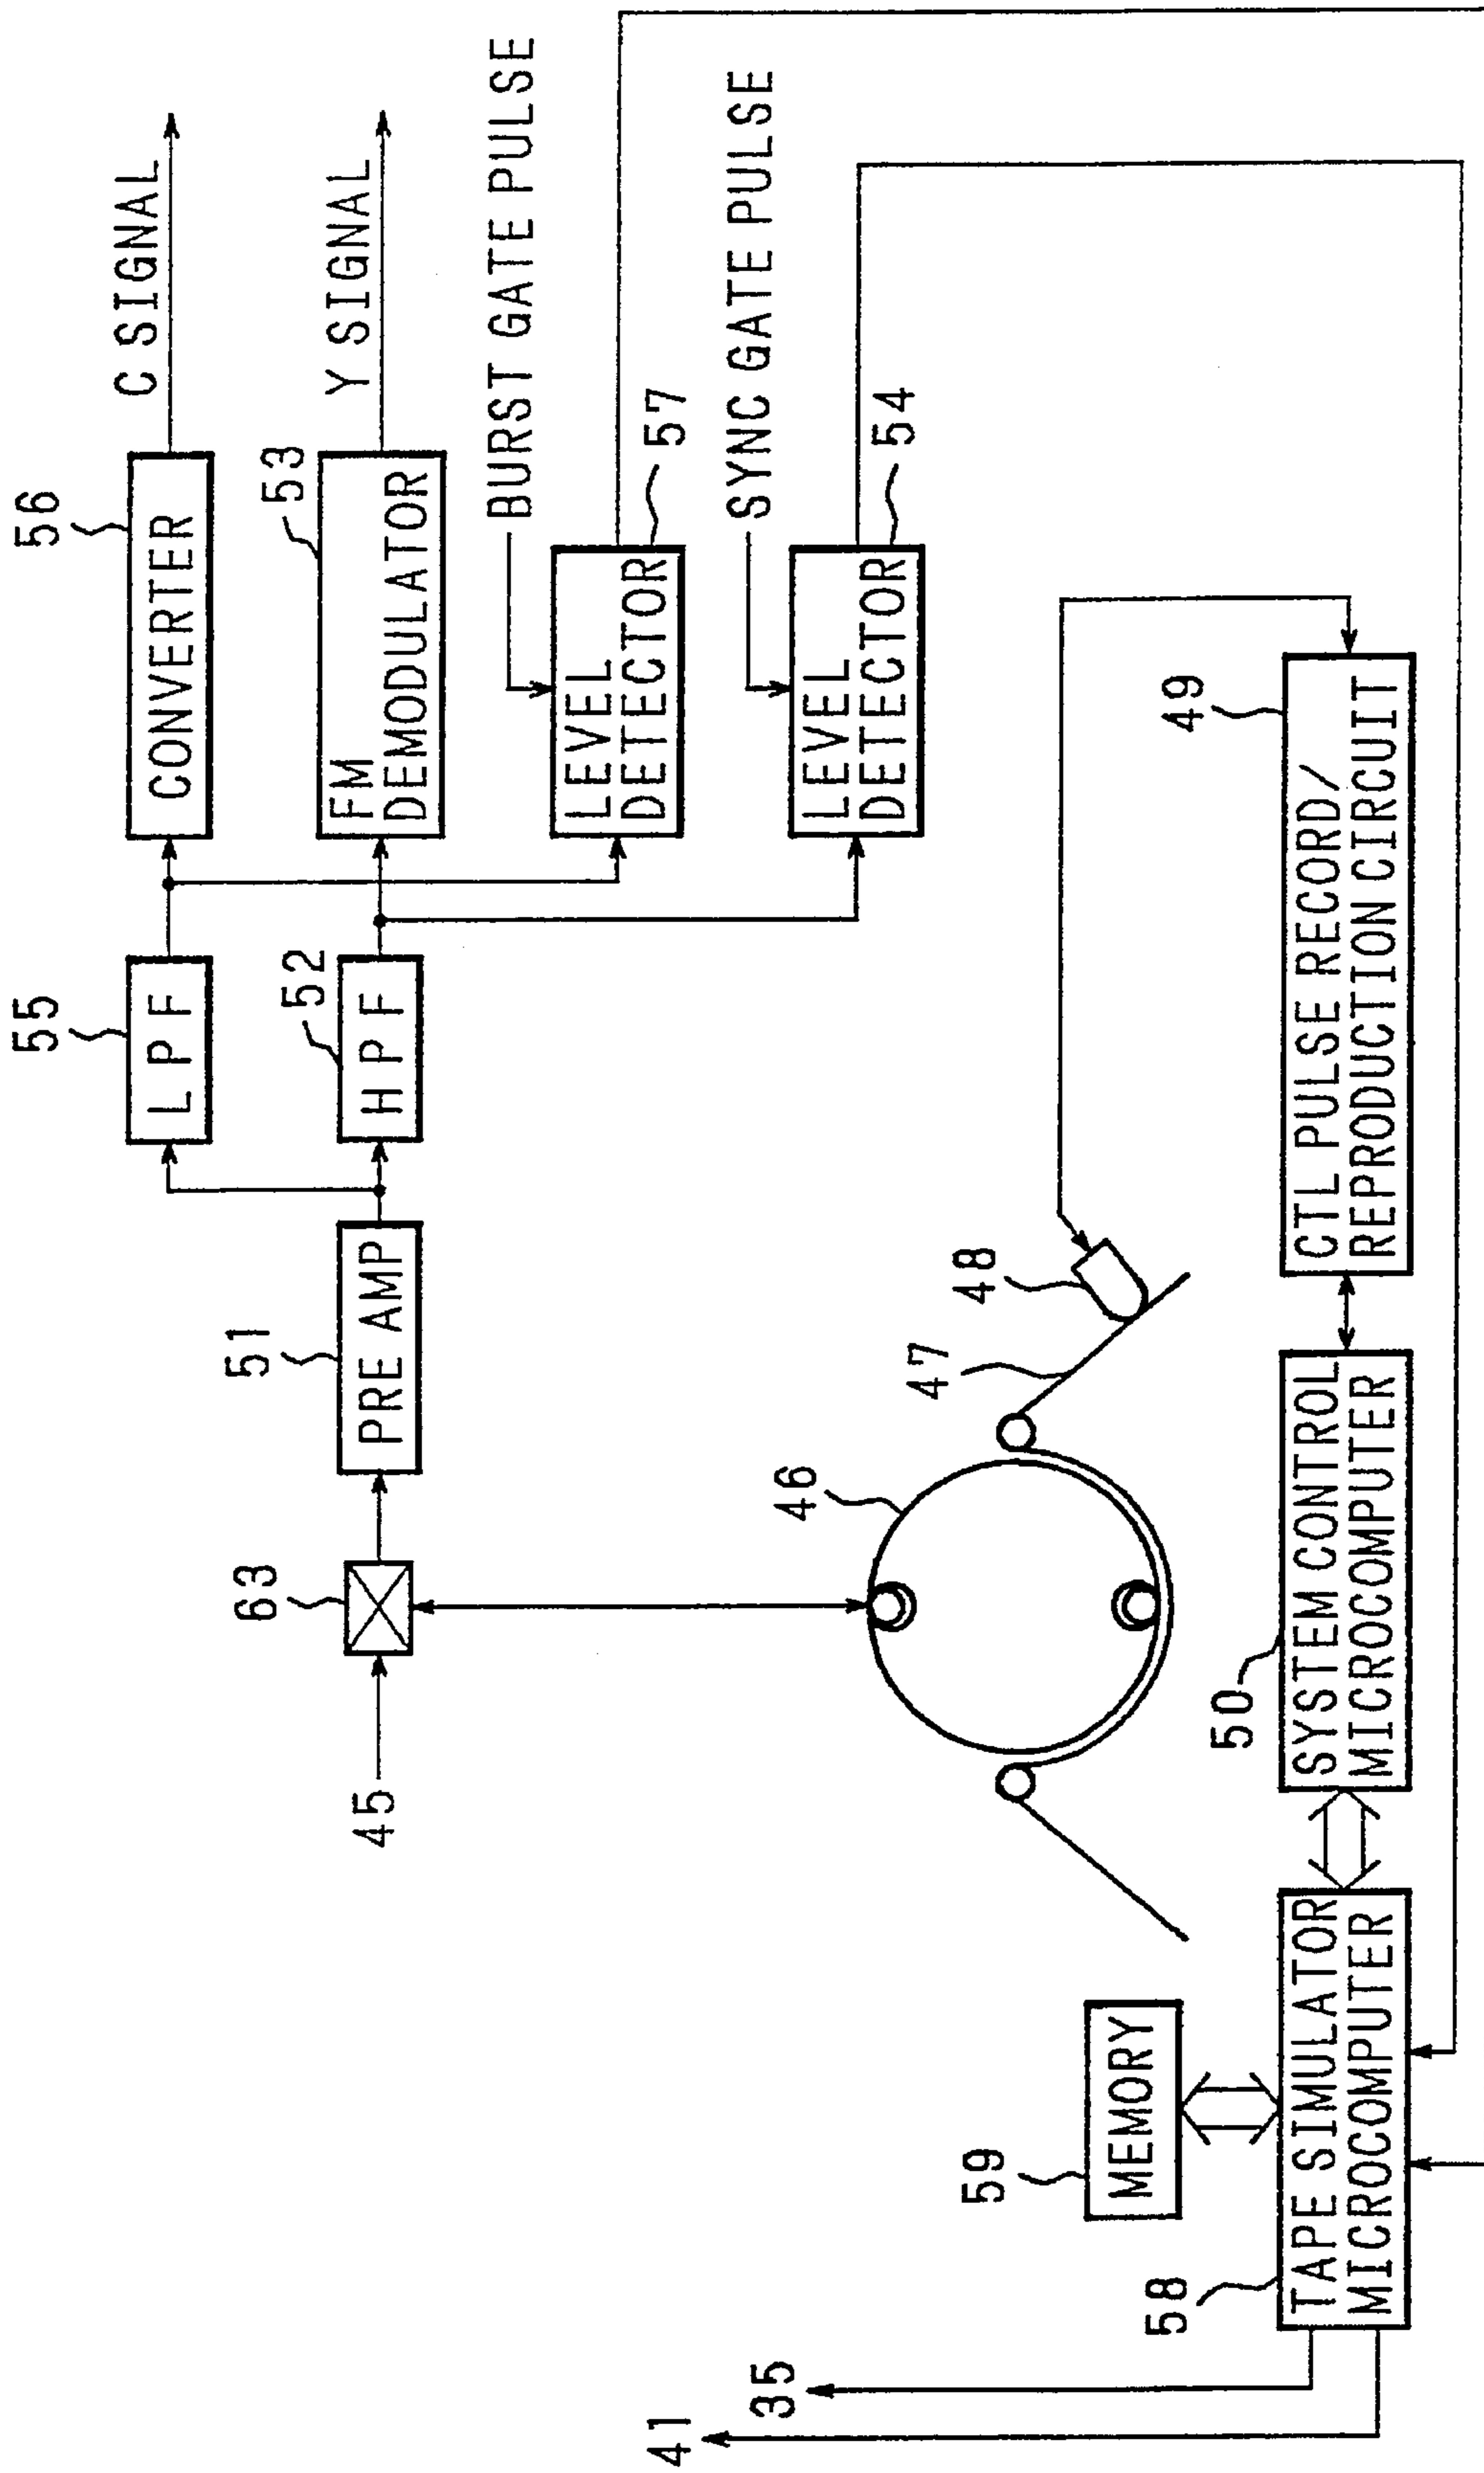 56
CONVERTER
C SIGNAL
55
L P F
53
FM
DEMODULATOR
Y SIGNAL
52
H P F
51
PRE AMP
63
45
BURST GATE PULSE
LEVEL
DETECTOR
57
SYNC GATE PULSE
LEVEL
DETECTOR
54
46
47
48
49
CTL PULSE RECORD/
REPRODUCTION CIRCUIT
50
SYSTEM CONTROL
MICROCOMPUTER
59
MEMORY
58
TAPE SIMULATOR
MICROCOMPUTER
41
35